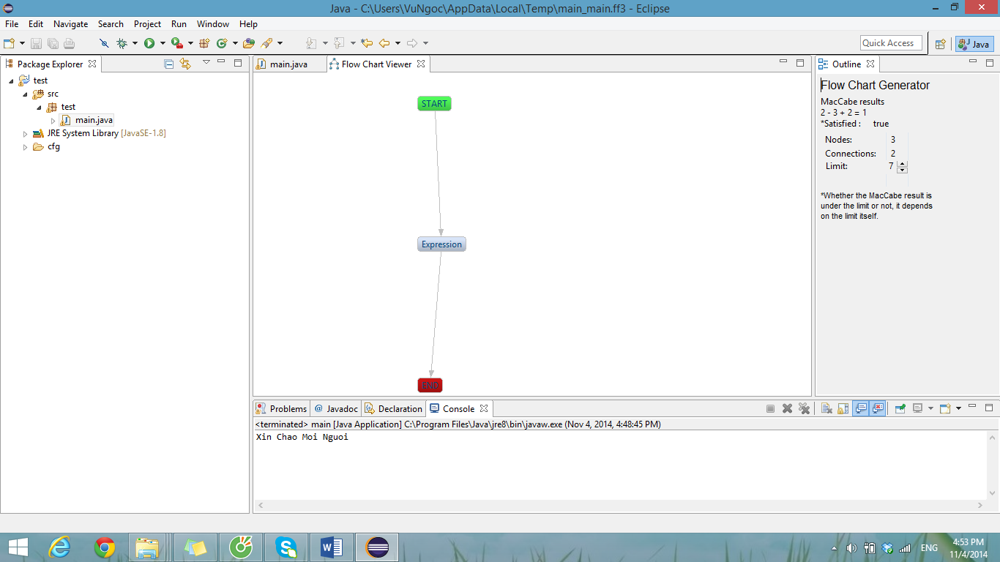 Java - C:\Users\VuNgoc\AppData\Local\Temp\main_main.ff3 - Eclipse
File Edit Navigate Search Project Run Window Help
Quick Access
Java
Package Explorer
test
src
test
main.java
JRE System Library [JavaSE-1.8]
cfg
main.java Flow Chart Viewer
START
Expression
END
Outline
Flow Chart Generator
MacCabe results
2 - 3 + 2 = 1
*Satisfied : true
Nodes: 3
Connections: 2
Limit: 7
*Whether the MacCabe result is
under the limit or not, it depends
on the limit itself.
Problems @ Javadoc Declaration Console
<terminated> main [Java Application] C:\Program Files\Java\jre8\bin\javaw.exe (Nov 4, 2014, 4:48:45 PM)
Xin Chao Moi Nguoi
ENG
4:53 PM
11/4/2014